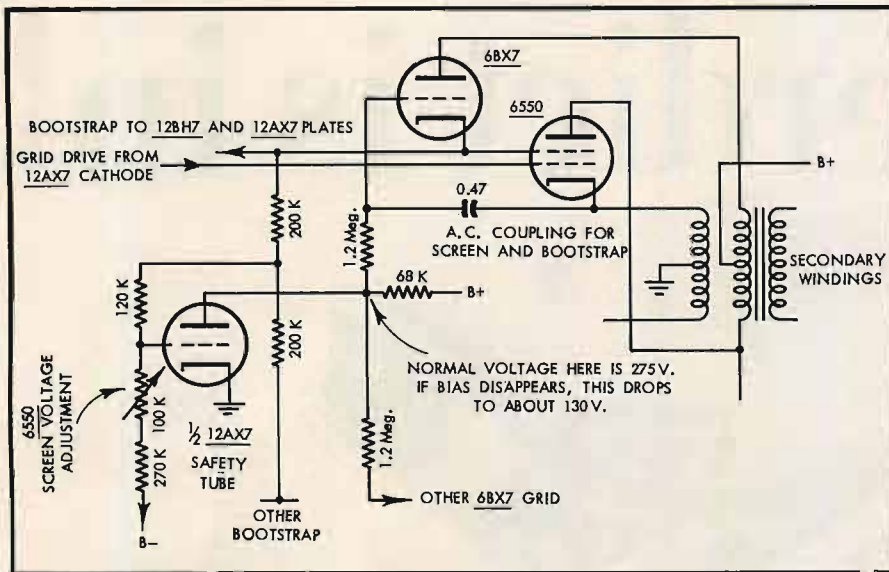 6BX7
6550
BOOTSTRAP TO 12BH7 AND 12AX7 PLATES
GRID DRIVE FROM
12AX7 CATHODE
B+
0.47
A.C. COUPLING FOR
SCREEN AND BOOTSTRAP
200 K
1.2 Meg.
SECONDARY
WINDINGS
120 K
68 K
B+
200 K
NORMAL VOLTAGE HERE IS 275 V.
IF BIAS DISAPPEARS, THIS DROPS
TO ABOUT 130 V.
6550
SCREEN VOLTAGE
ADJUSTMENT
100 K
½ 12AX7
SAFETY
TUBE
270 K
1.2 Meg.
OTHER
BOOTSTRAP
OTHER 6BX7 GRID
B–